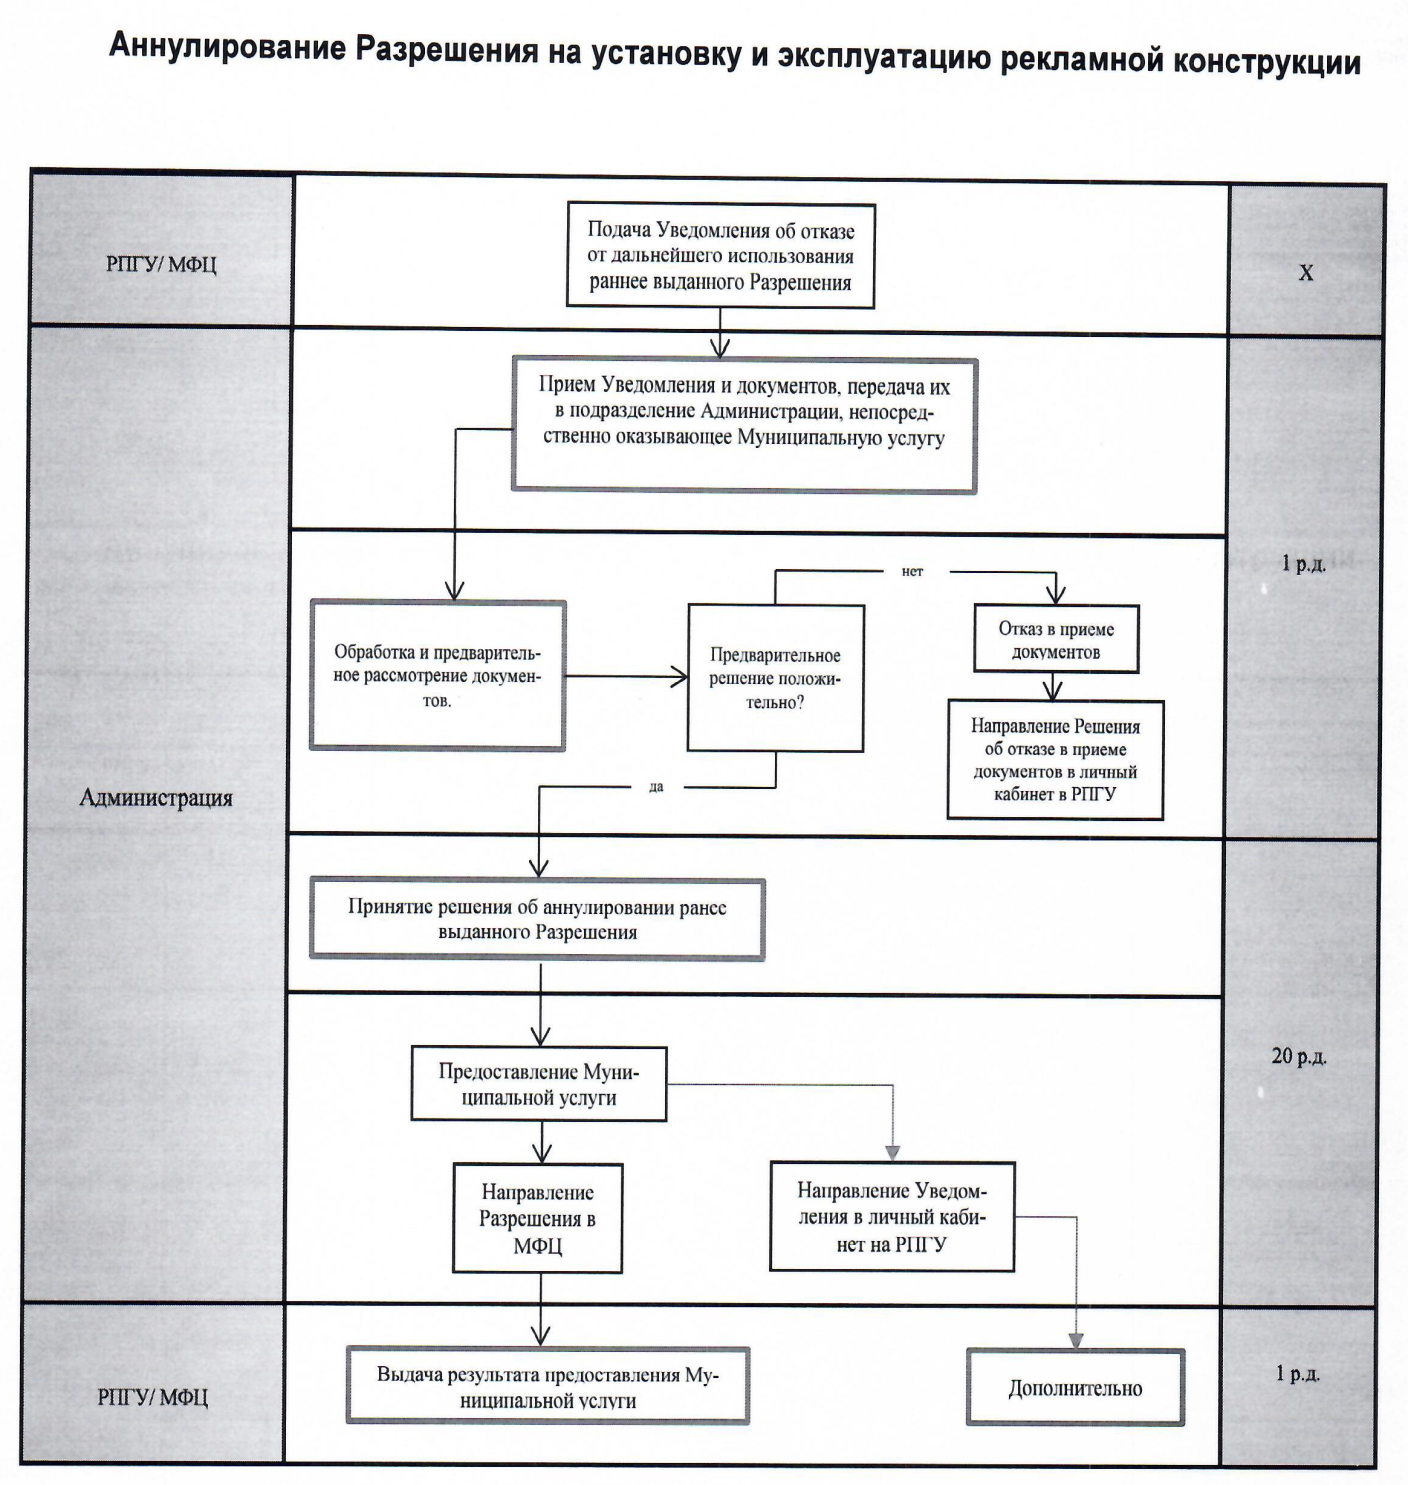 Аннулирование Разрешения на установку и эксплуатацию рекламной конструкции
РПГУ/ МФЦ
Подача Уведомления об отказе
от дальнейшего использования
раннее выданного Разрешения
X
Прием Уведомления и документов, передача их
в подразделение Администрации, непосред-
ственно оказывающее Муниципальную услугу
1 р.д.
нет
Обработка и предваритель-
ное рассмотрение докумен-
тов.
Предварительное
решение положи-
тельно?
Отказ в приеме
документов
Направление Решения
об отказе в приеме
документов в личный
кабинет в РПГУ
да
Администрация
Принятие решения об аннулировании ранее
выданного Разрешения
20 р.д.
Предоставление Муни-
ципальной услуги
Направление
Разрешения в
МФЦ
Направление Уведом-
ления в личный каби-
нет на РПГУ
РПГУ/ МФЦ
Выдача результата предоставления Му-
ниципальной услуги
Дополнительно
1 р.д.